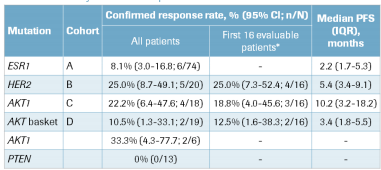 Mutation Cohort Confirmed response rate, % (95% CI; n/N) Median PFS (IQR), months
All patients First 16 evaluable patients*
ESR1 A 8.1% (3.0-16.8; 6/74) - 2.2 (1.7-5.3)
HER2 B 25.0% (8.7-49.1; 5/20) 25.0% (7.3-52.4; 4/16) 5.4 (3.4-9.1)
AKT1 C 22.2% (6.4-47.6; 4/18) 18.8% (4.0-45.6; 3/16) 10.2 (3.2-18.2)
AKT basket D 10.5% (1.3-33.1; 2/19) 12.5% (1.6-38.3; 2/16) 3.4 (1.8-5.5)
AKT1 33.3% (4.3-77.7; 2/6) - -
PTEN 0% (0/13) - -